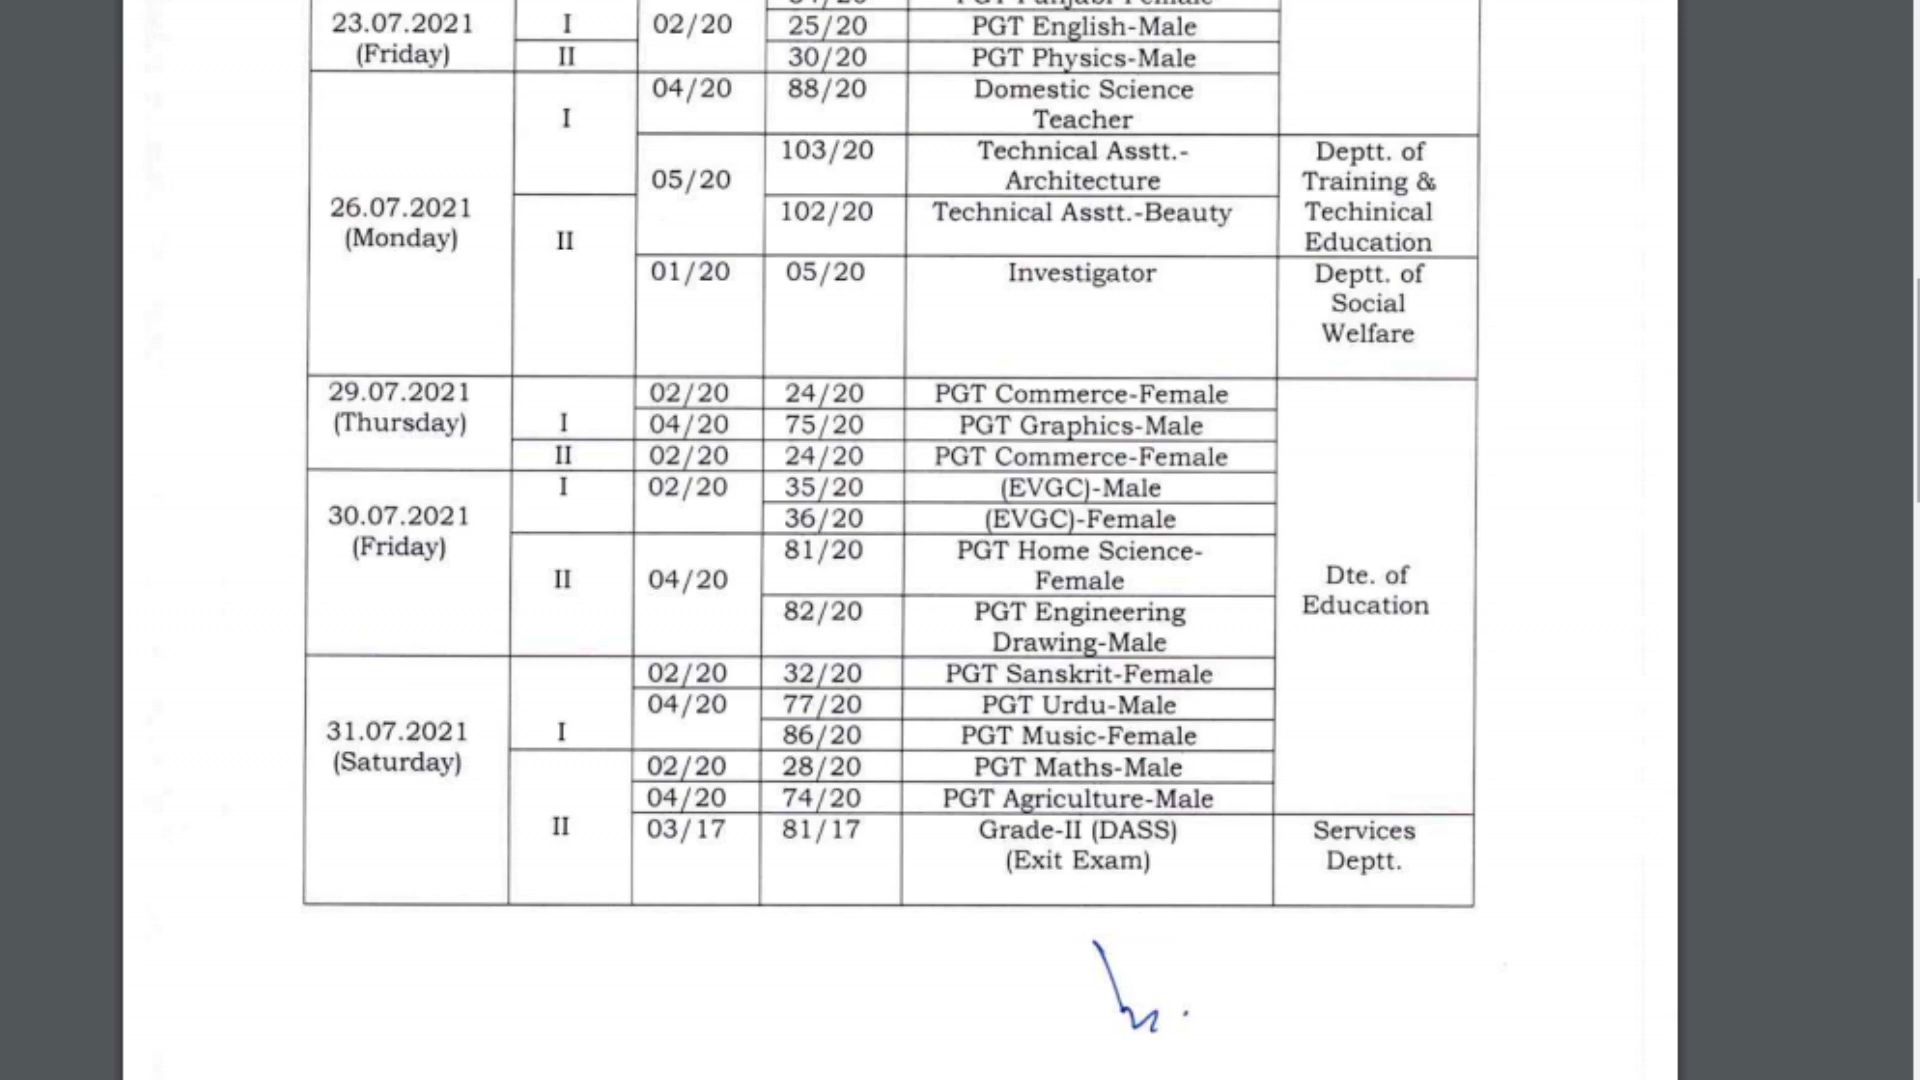 PGT Punjabi-Female
23.07.2021
(Friday)
I
02/20
25/20
PGT English-Male
II
30/20
PGT Physics-Male
26.07.2021
(Monday)
I
04/20
88/20
Domestic Science
Teacher
05/20
103/20
Technical Asstt.-
Architecture
Deptt. of
Training &
Techinical
Education
II
102/20
Technical Asstt.-Beauty
01/20
05/20
Investigator
Deptt. of
Social
Welfare
29.07.2021
(Thursday)
I
02/20
24/20
PGT Commerce-Female
04/20
75/20
PGT Graphics-Male
II
02/20
24/20
PGT Commerce-Female
Dte. of
Education
30.07.2021
(Friday)
I
02/20
35/20
(EVGC)-Male
36/20
(EVGC)-Female
II
04/20
81/20
PGT Home Science-
Female
82/20
PGT Engineering
Drawing-Male
31.07.2021
(Saturday)
I
02/20
32/20
PGT Sanskrit-Female
04/20
77/20
PGT Urdu-Male
86/20
PGT Music-Female
II
02/20
28/20
PGT Maths-Male
04/20
74/20
PGT Agriculture-Male
03/17
81/17
Grade-II (DASS)
(Exit Exam)
Services
Deptt.